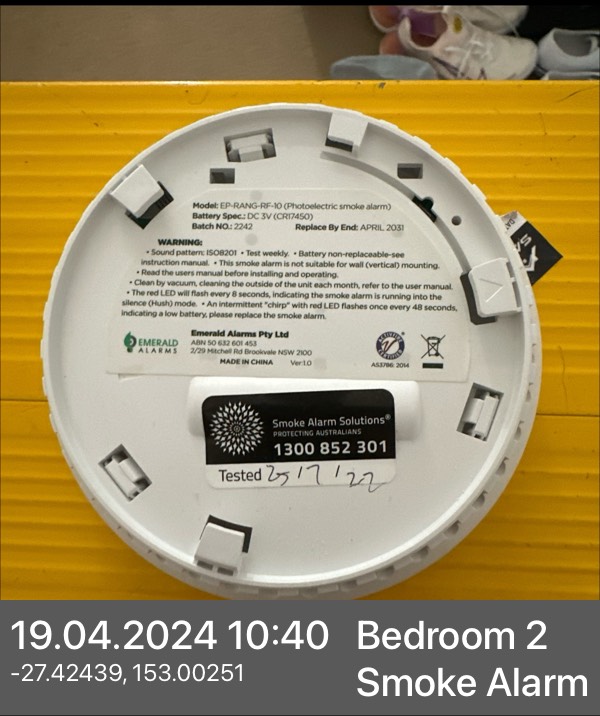 Model: EP-RANG-RF-10 (Photoelectric smoke alarm)
Battery Spec.: DC 3V (CR17450)
Batch NO.: 2242 Replace By End: APRIL 2031
WARNING:
• Sound pattern: ISO8201 • Test weekly. • Battery non-replaceable-see
instruction manual. • This smoke alarm is not suitable for wall (vertical) mounting.
• Read the users manual before installing and operating.
• Clean by vacuum, cleaning the outside of the unit each month, refer to the user manual.
• The red LED will flash every 8 seconds, indicating the smoke alarm is running into the
silence (Hush) mode. • An intermittent "chirp" with red LED flashes once every 48 seconds,
indicating a low battery, please replace the smoke alarm.
EMERALD
ALARMS
Emerald Alarms Pty Ltd
ABN 50 632 601 453
2/29 Mitchell Rd Brookvale NSW 2100
MADE IN CHINA Ver:1.0
AS3786: 2014
Smoke Alarm Solutions®
PROTECTING AUSTRALIANS
1300 852 301
Tested 25/7/22
19.04.2024 10:40
-27.42439, 153.00251
Bedroom 2
Smoke Alarm